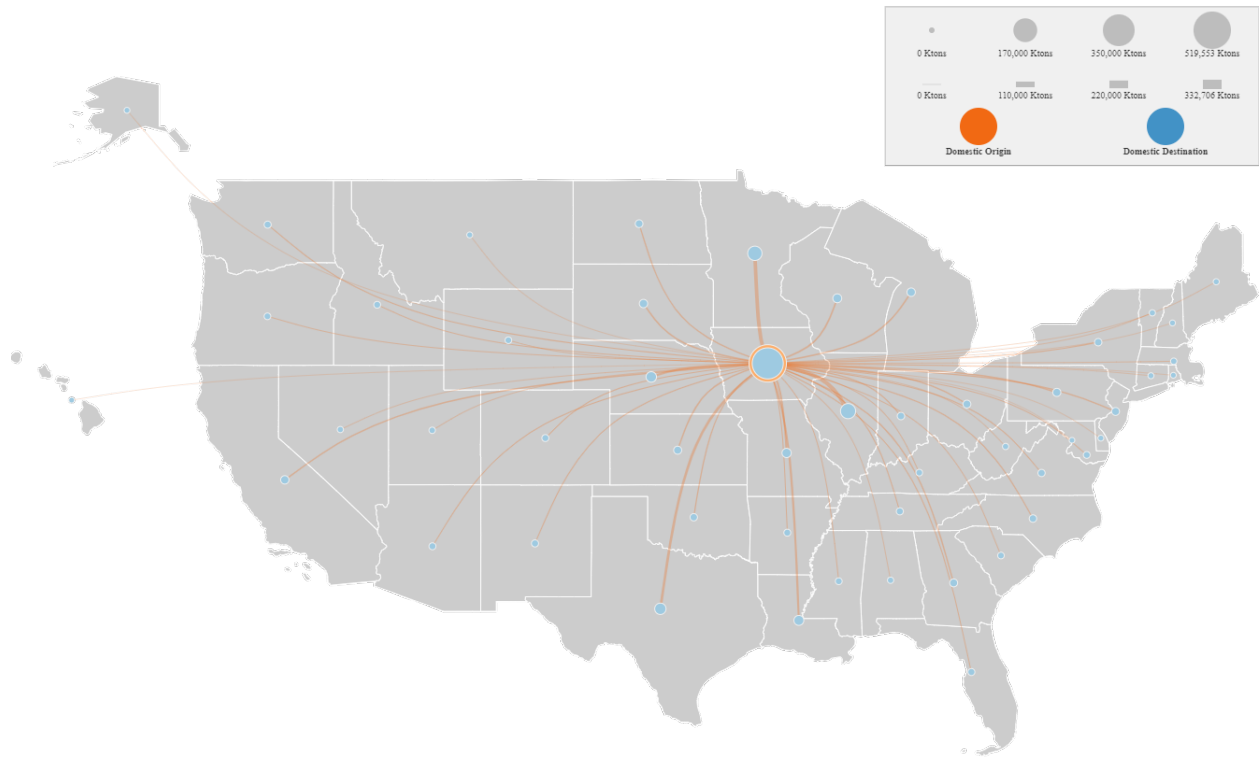 0 Ktons 170,000 Ktons 350,000 Ktons 519,553 Ktons
0 Ktons 110,000 Ktons 220,000 Ktons 332,706 Ktons
Domestic Origin Domestic Destination